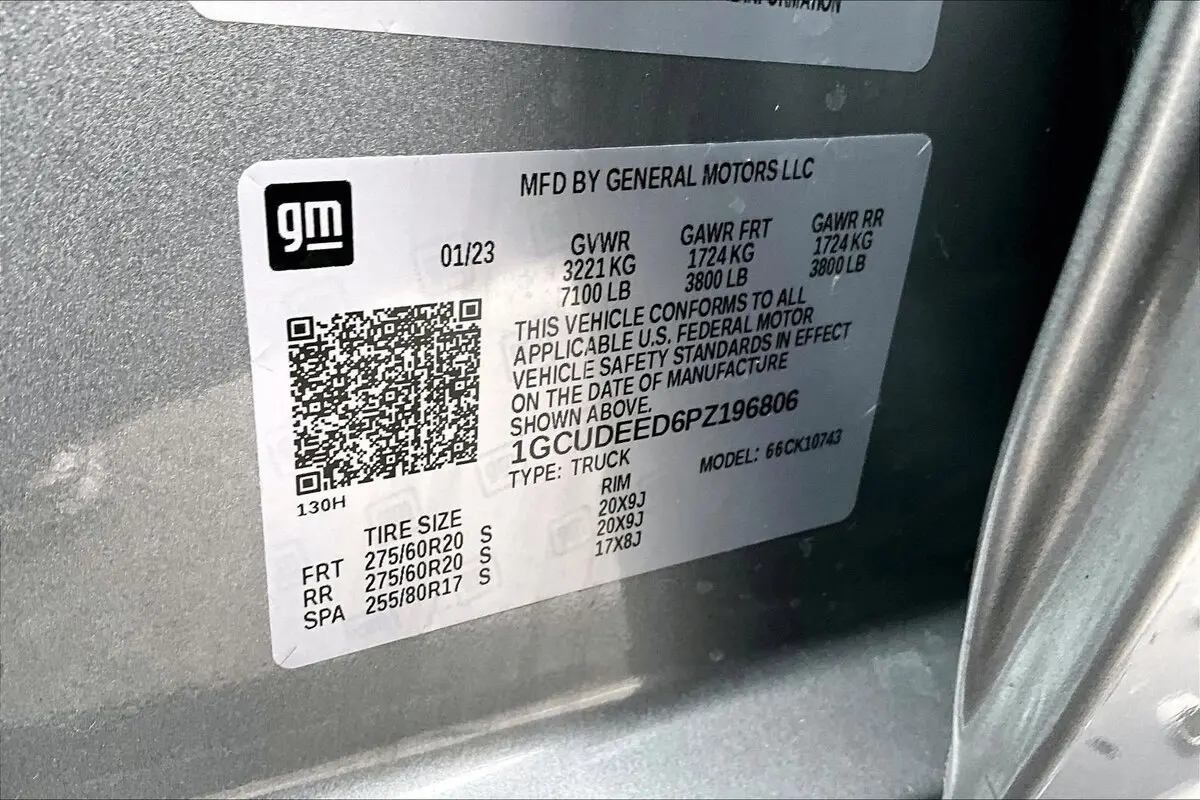 INFORMATION
gm
MFD BY GENERAL MOTORS LLC
01/23
GVWR
3221 KG
7100 LB
GAWR FRT
1724 KG
3800 LB
GAWR RR
1724 KG
3800 LB
THIS VEHICLE CONFORMS TO ALL
APPLICABLE U.S. FEDERAL MOTOR
VEHICLE SAFETY STANDARDS IN EFFECT
ON THE DATE OF MANUFACTURE
SHOWN ABOVE.
1GCUDEED6PZ196806
TYPE: TRUCK MODEL: 66CK10743
130H
TIRE SIZE RIM
FRT 275/60R20 S 20X9J
RR 275/60R20 S 20X9J
SPA 255/80R17 S 17X8J